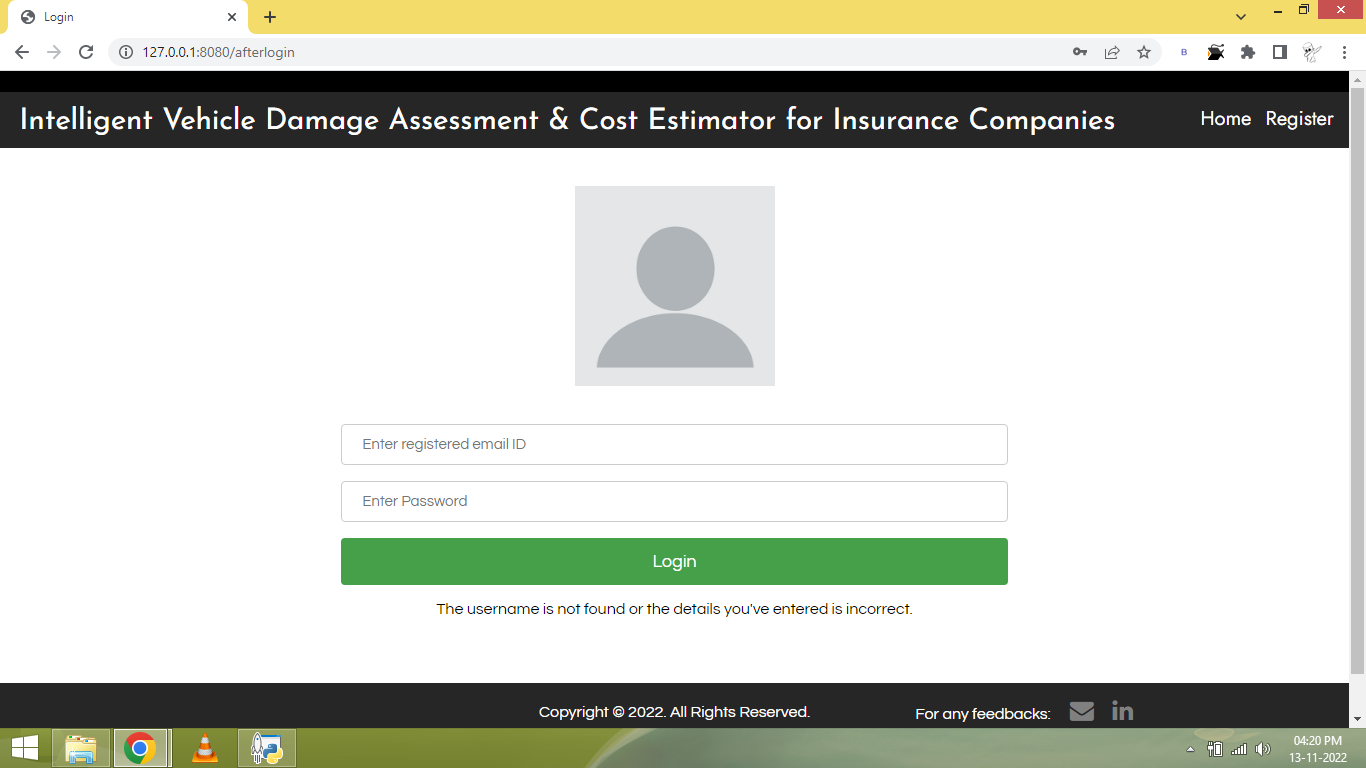 Login
127.0.0.1:8080/afterlogin
B
Intelligent Vehicle Damage Assessment & Cost Estimator for Insurance Companies
Home Register
Enter registered email ID
Enter Password
Login
The username is not found or the details you've entered is incorrect.
Copyright © 2022. All Rights Reserved.
For any feedbacks:
in
04:20 PM
13-11-2022